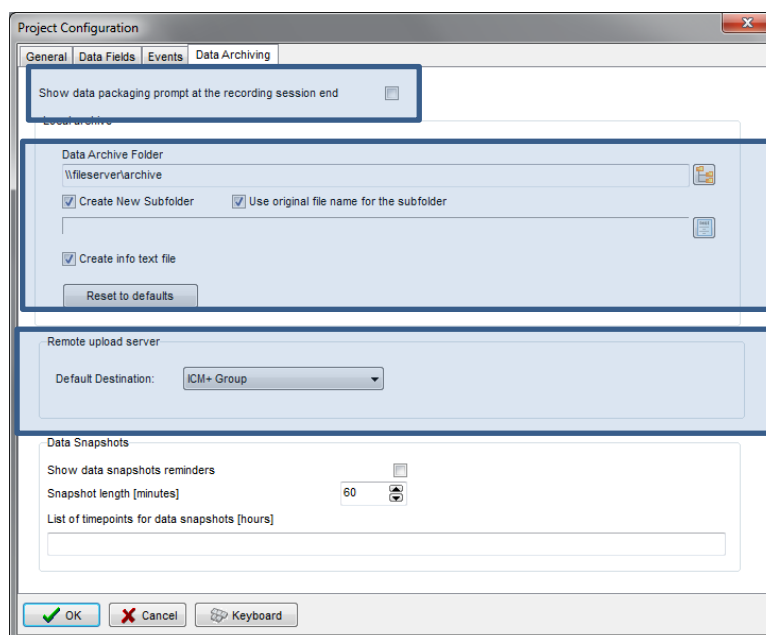 Project Configuration
General Data Fields Events Data Archiving
Show data packaging prompt at the recording session end
Local archive
Data Archive Folder
\\fileserver\archive
Create New Subfolder Use original file name for the subfolder
Create info text file
Reset to defaults
Remote upload server
Default Destination: ICM+ Group
Data Snapshots
Show data snapshots reminders
Snapshot length [minutes] 60
List of timepoints for data snapshots [hours]
OK Cancel Keyboard